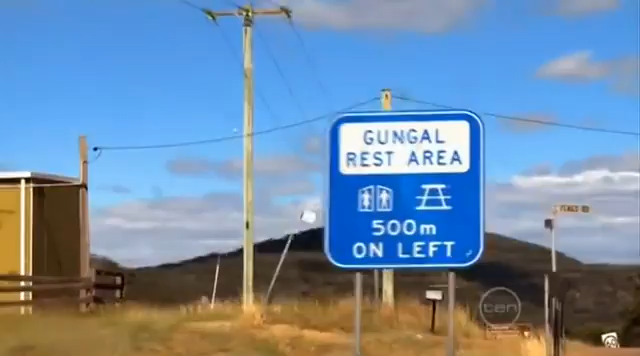 GUNGAL
REST AREA
500m
ON LEFT
ten